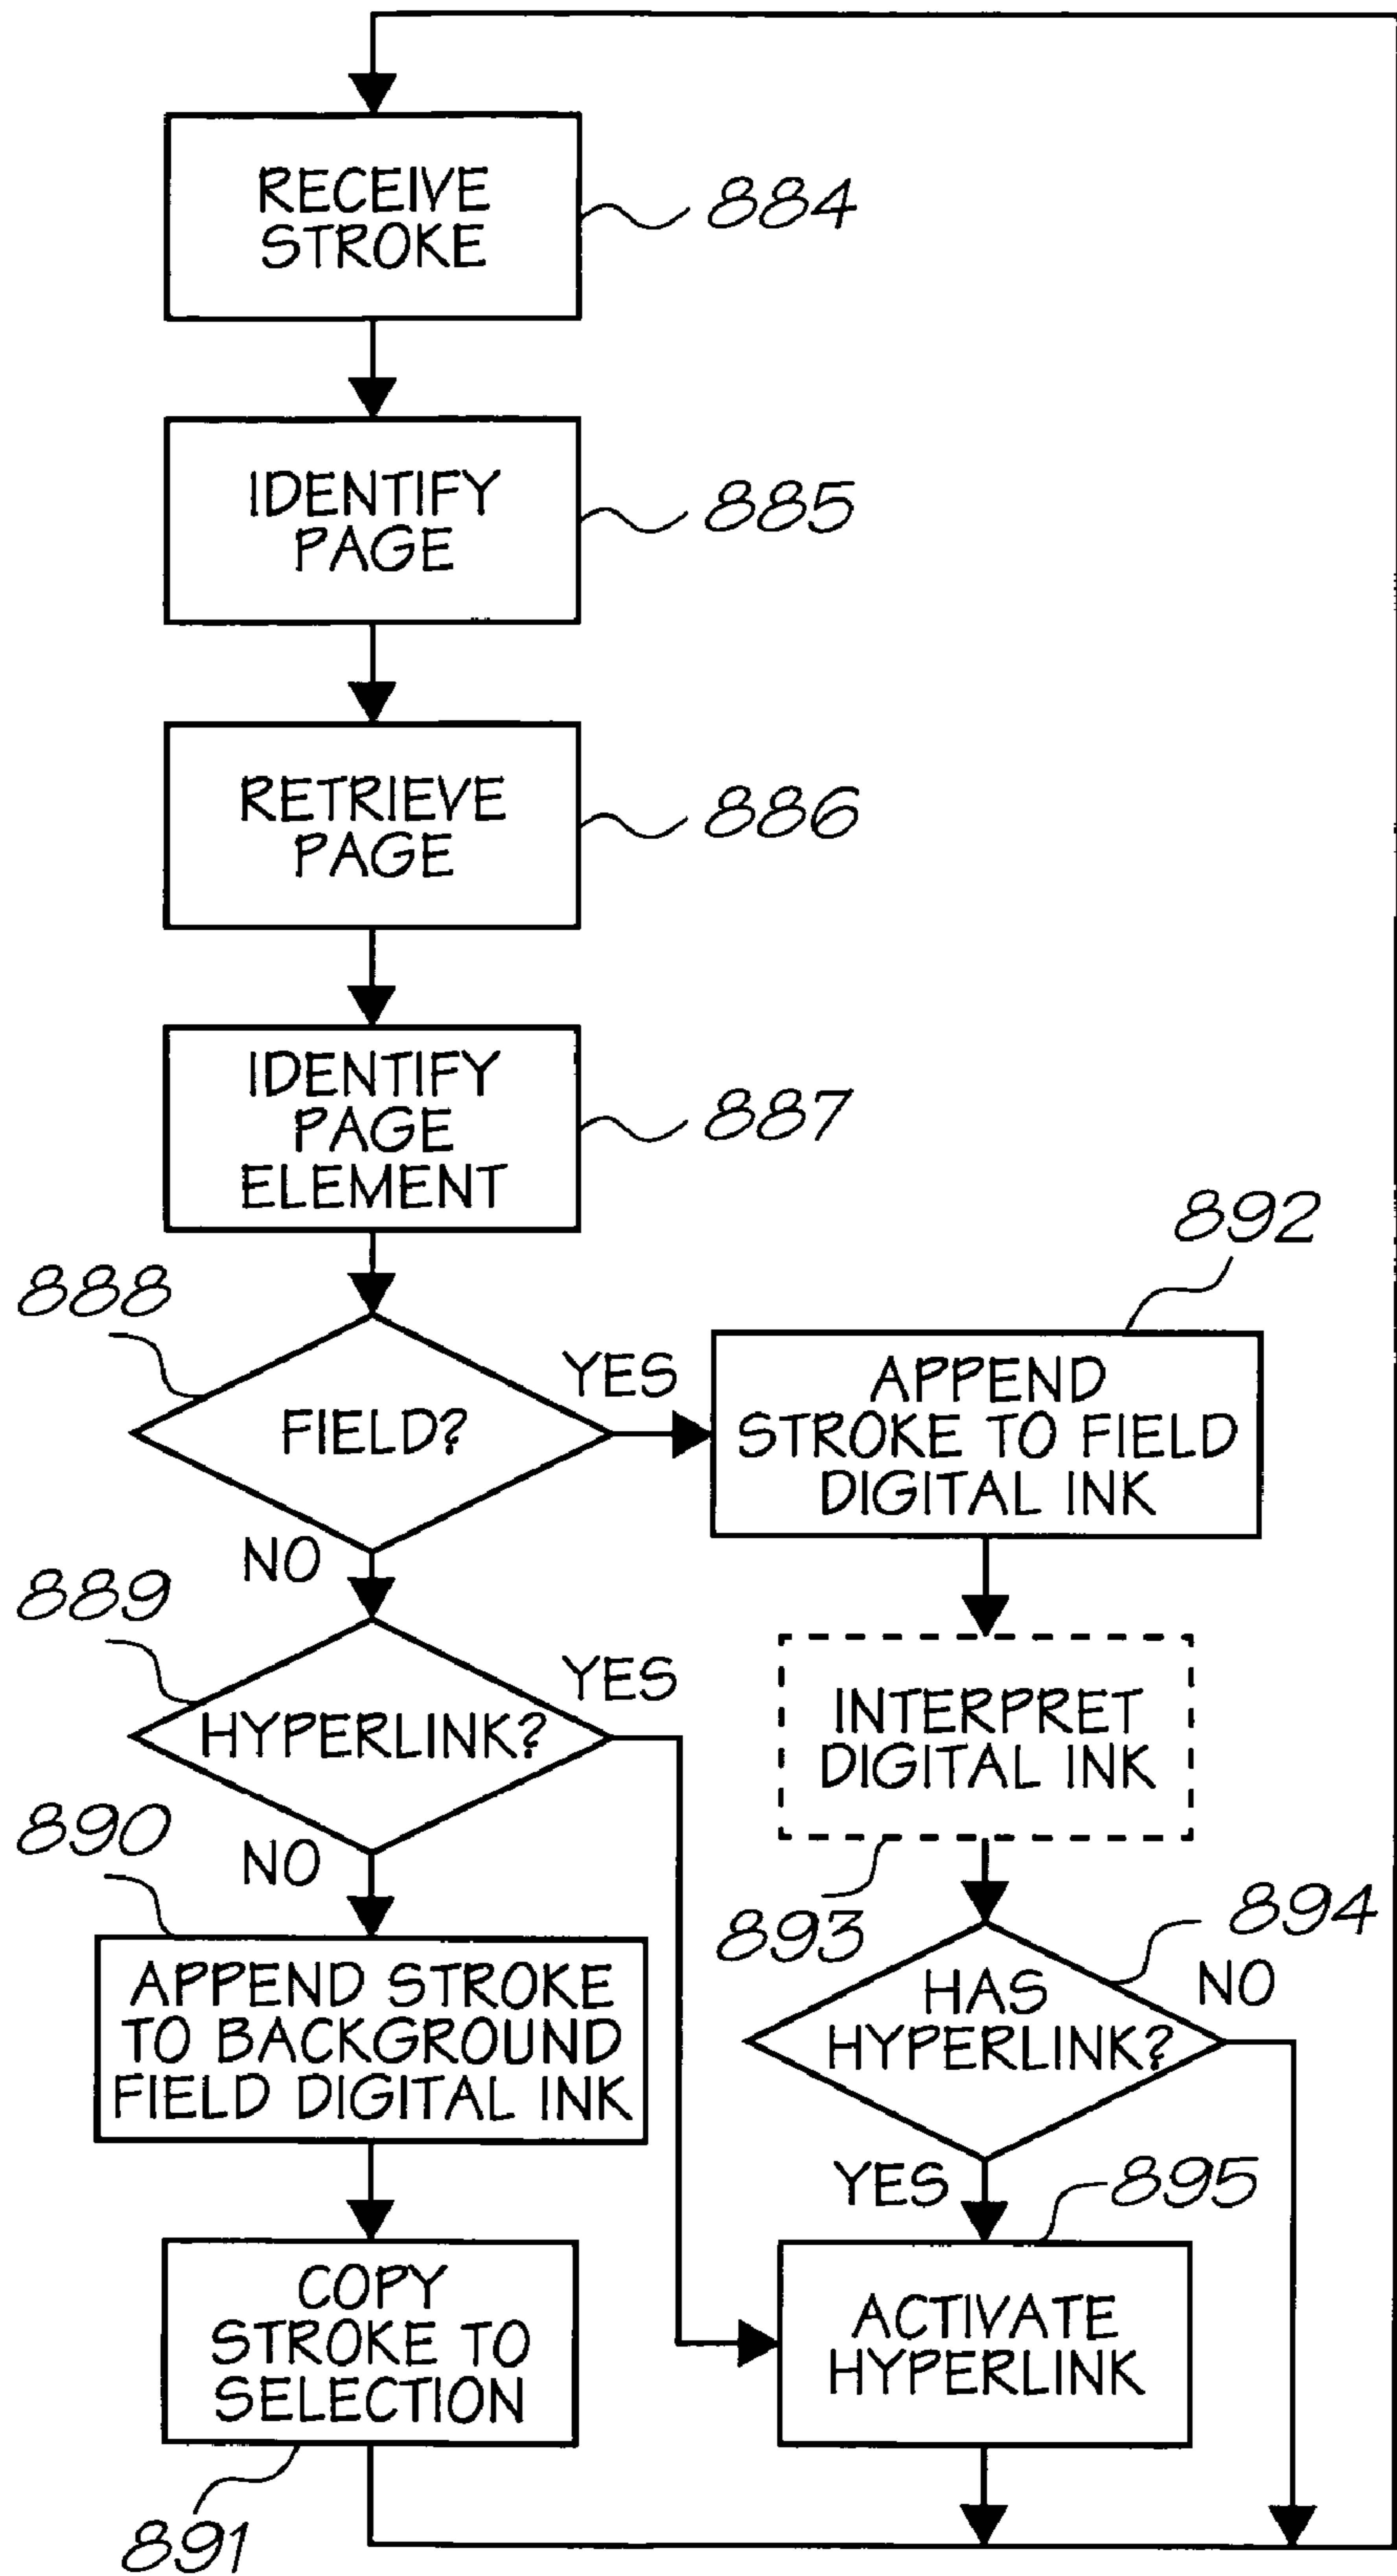 RECEIVE
STROKE
884
IDENTIFY
PAGE
885
RETRIEVE
PAGE
886
IDENTIFY
PAGE
ELEMENT
887
888
FIELD?
YES
NO
892
APPEND
STROKE TO FIELD
DIGITAL INK
889
HYPERLINK?
YES
NO
INTERPRET
DIGITAL INK
893
890
APPEND STROKE
TO BACKGROUND
FIELD DIGITAL INK
894
HAS
HYPERLINK?
NO
YES
895
COPY
STROKE TO
SELECTION
891
ACTIVATE
HYPERLINK